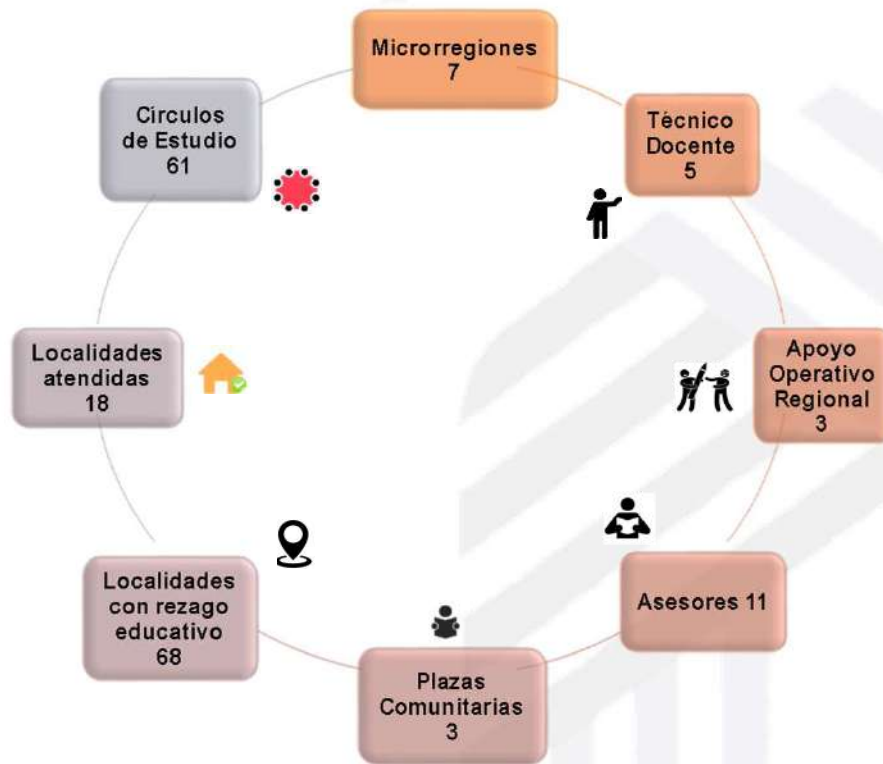 Microrregiones
7
Técnico
Docente
5
Apoyo
Operativo
Regional
3
Asesores 11
Plazas
Comunitarias
3
Localidades
con rezago
educativo
68
Localidades
atendidas
18
Círculos
de Estudio
61